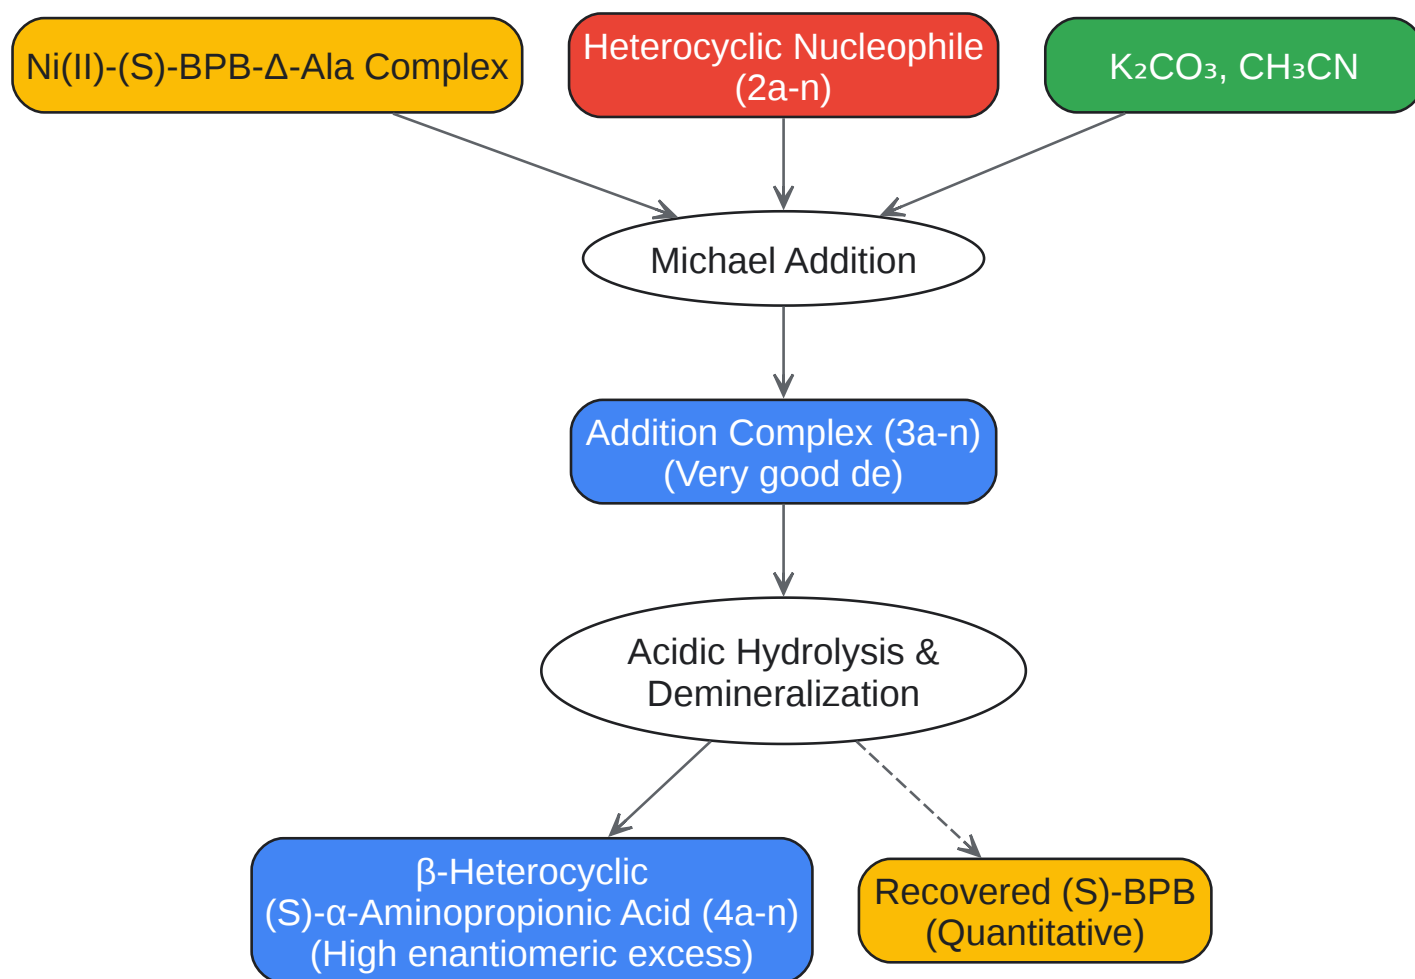 Ni(II)-(S)-BPB-Δ-Ala Complex
Heterocyclic Nucleophile
(2a-n)
K₂CO₃, CH₃CN
Michael Addition
Addition Complex (3a-n)
(Very good de)
Acidic Hydrolysis &
Demineralization
β-Heterocyclic
(S)-α-Aminopropionic Acid (4a-n)
(High enantiomeric excess)
Recovered (S)-BPB
(Quantitative)